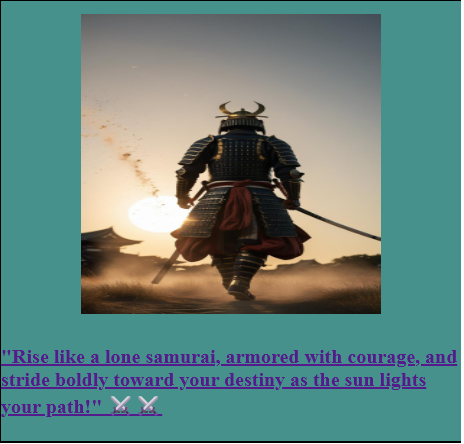 "Rise like a lone samurai, armored with courage, and
stride boldly toward your destiny as the sun lights
your path!" ⚔️ ⚔️